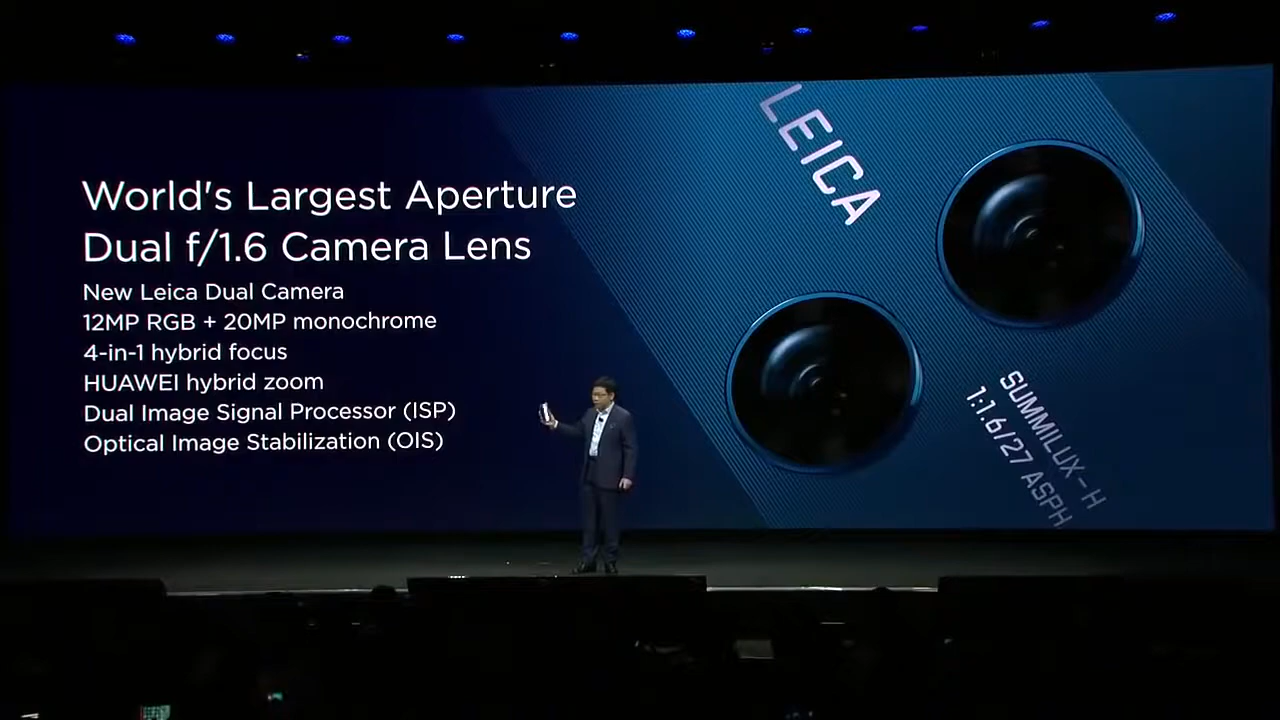 World's Largest Aperture
Dual f/1.6 Camera Lens
New Leica Dual Camera
12MP RGB + 20MP monochrome
4-in-1 hybrid focus
HUAWEI hybrid zoom
Dual Image Signal Processor (ISP)
Optical Image Stabilization (OIS)
LEICA
SUMMILUX-H
1:1.6/27 ASPH